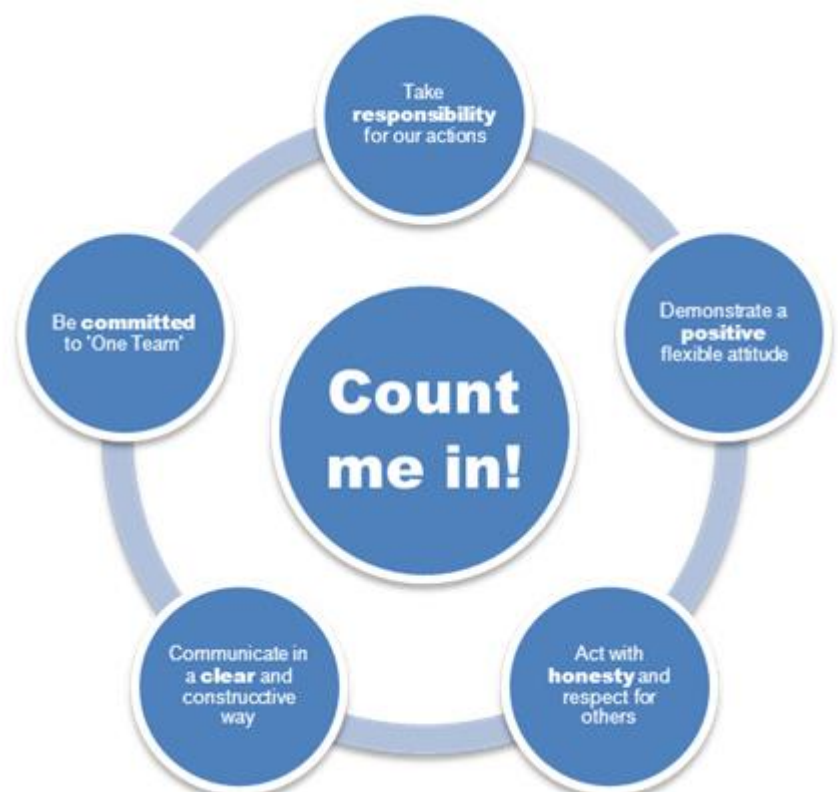 Take
responsibility
for our actions
Demonstrate a
positive
flexible attitude
Act with
honesty and
respect for
others
Communicate in
a clear and
construcctive
way
Be committed
to 'One Team'
Count
me in!